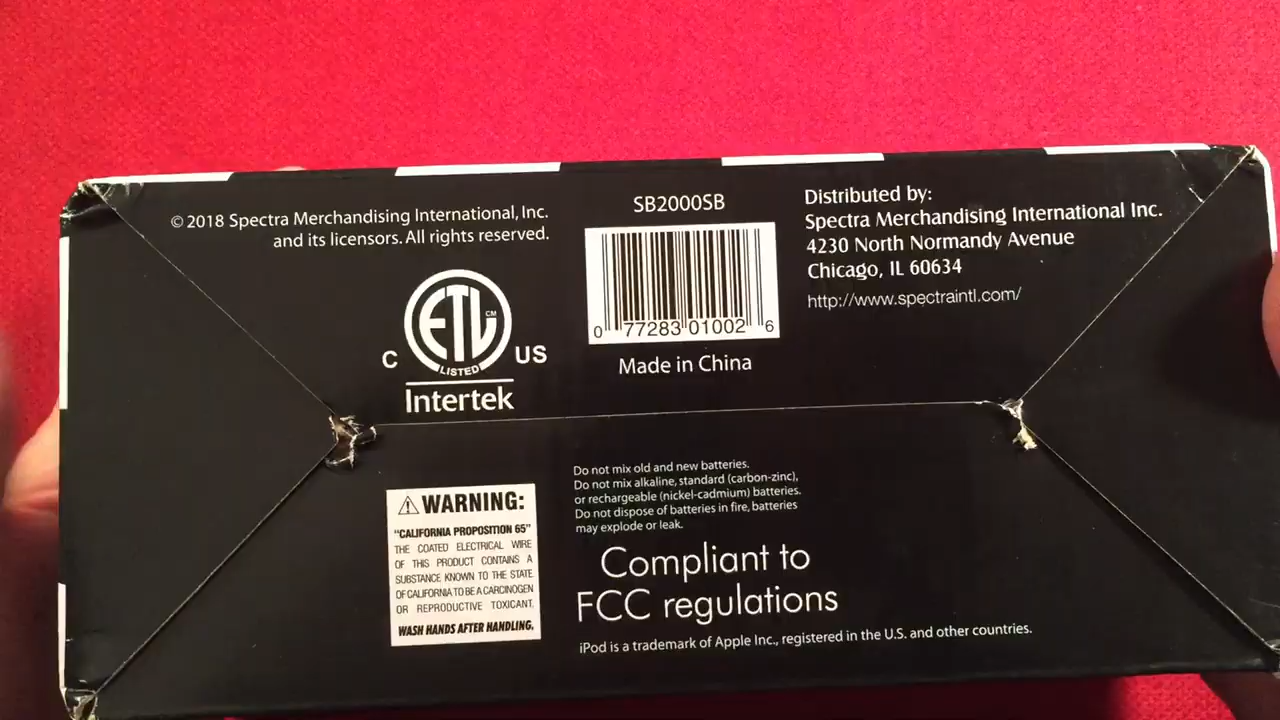 © 2018 Spectra Merchandising International, Inc.
and its licensors. All rights reserved.
C ETL CM US
LISTED
Intertek
SB2000SB
0 77283 01002 6
Made in China
Distributed by:
Spectra Merchandising International Inc.
4230 North Normandy Avenue
Chicago, IL 60634
http://www.spectraintl.com/
⚠ WARNING:
"CALIFORNIA PROPOSITION 65"
THE COATED ELECTRICAL WIRE
OF THIS PRODUCT CONTAINS A
SUBSTANCE KNOWN TO THE STATE
OF CALIFORNIA TO BE A CARCINOGEN
OR REPRODUCTIVE TOXICANT.
WASH HANDS AFTER HANDLING.
Do not mix old and new batteries.
Do not mix alkaline, standard (carbon-zinc),
or rechargeable (nickel-cadmium) batteries.
Do not dispose of batteries in fire, batteries
may explode or leak.
Compliant to
FCC regulations
iPod is a trademark of Apple Inc., registered in the U.S. and other countries.